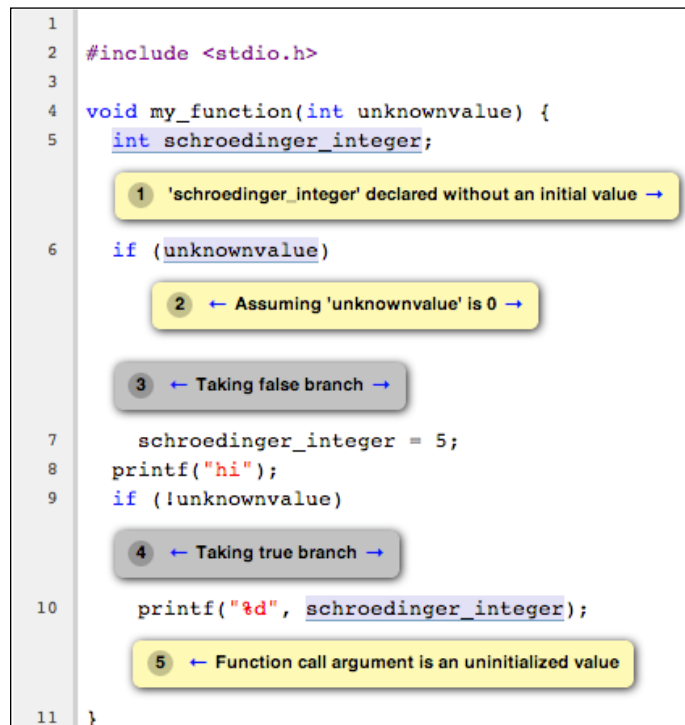 1
2 #include <stdio.h>
3
4 void my_function(int unknownvalue) {
5 int schroedinger_integer;
1 'schroedinger_integer' declared without an initial value →
6 if (unknownvalue)
2 ← Assuming 'unknownvalue' is 0 →
3 ← Taking false branch →
7 schroedinger_integer = 5;
8 printf("hi");
9 if (!unknownvalue)
4 ← Taking true branch →
10 printf("%d", schroedinger_integer);
5 ← Function call argument is an uninitialized value
11 }